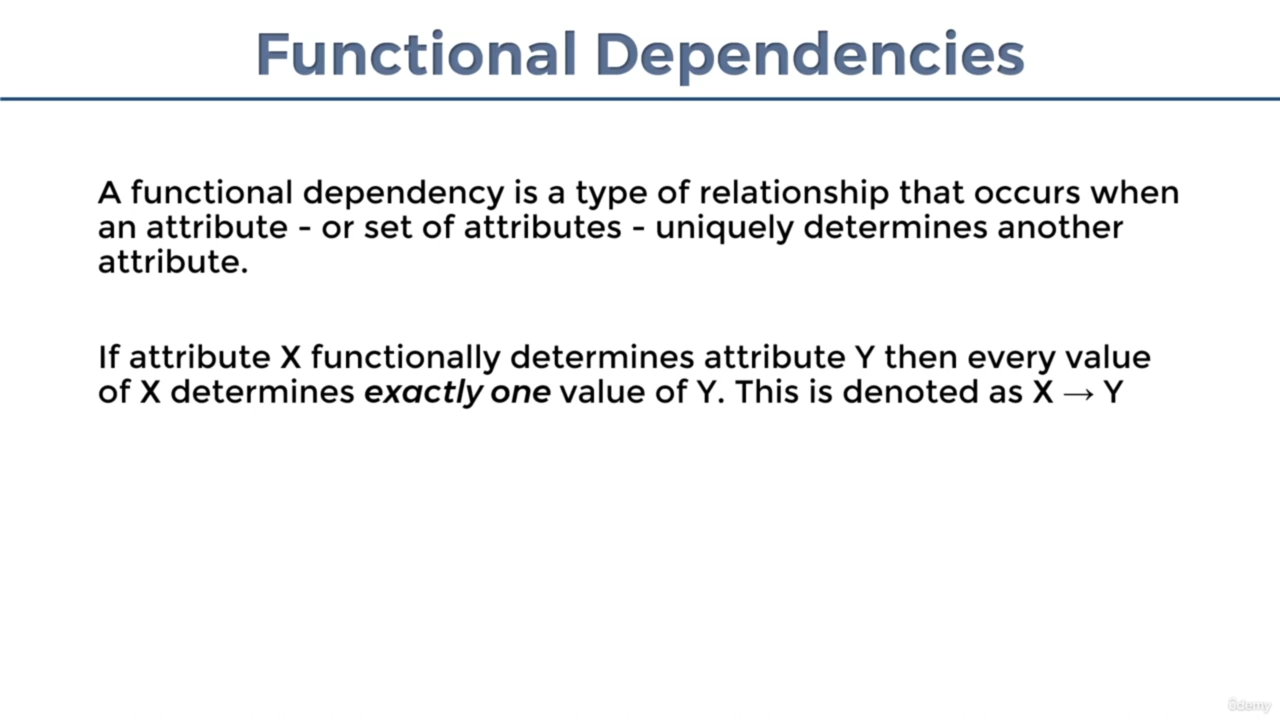 Functional Dependencies
A functional dependency is a type of relationship that occurs when
an attribute - or set of attributes - uniquely determines another
attribute.
If attribute X functionally determines attribute Y then every value
of X determines exactly one value of Y. This is denoted as X → Y
ûdemy